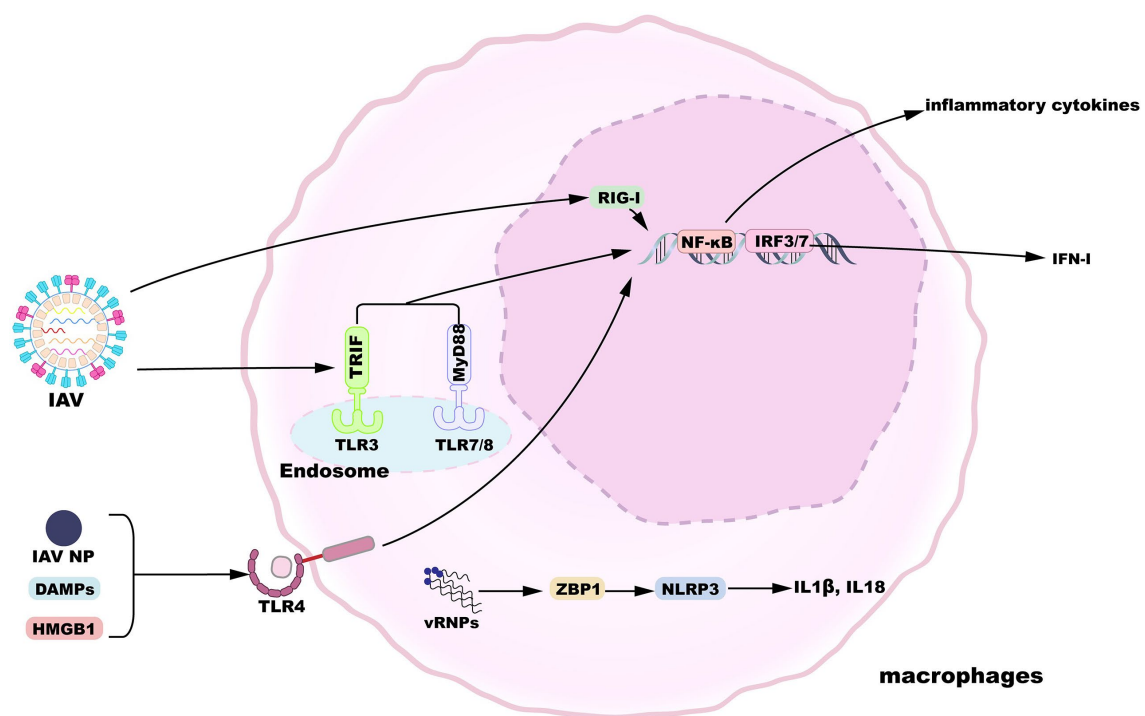 inflammatory cytokines
RIG-I
NF-κB
IRF3/7
IFN-I
IAV
TRIF
MyD88
TLR3
TLR7/8
Endosome
IAV NP
DAMPs
HMGB1
TLR4
vRNPs
ZBP1
NLRP3
IL1β, IL18
macrophages